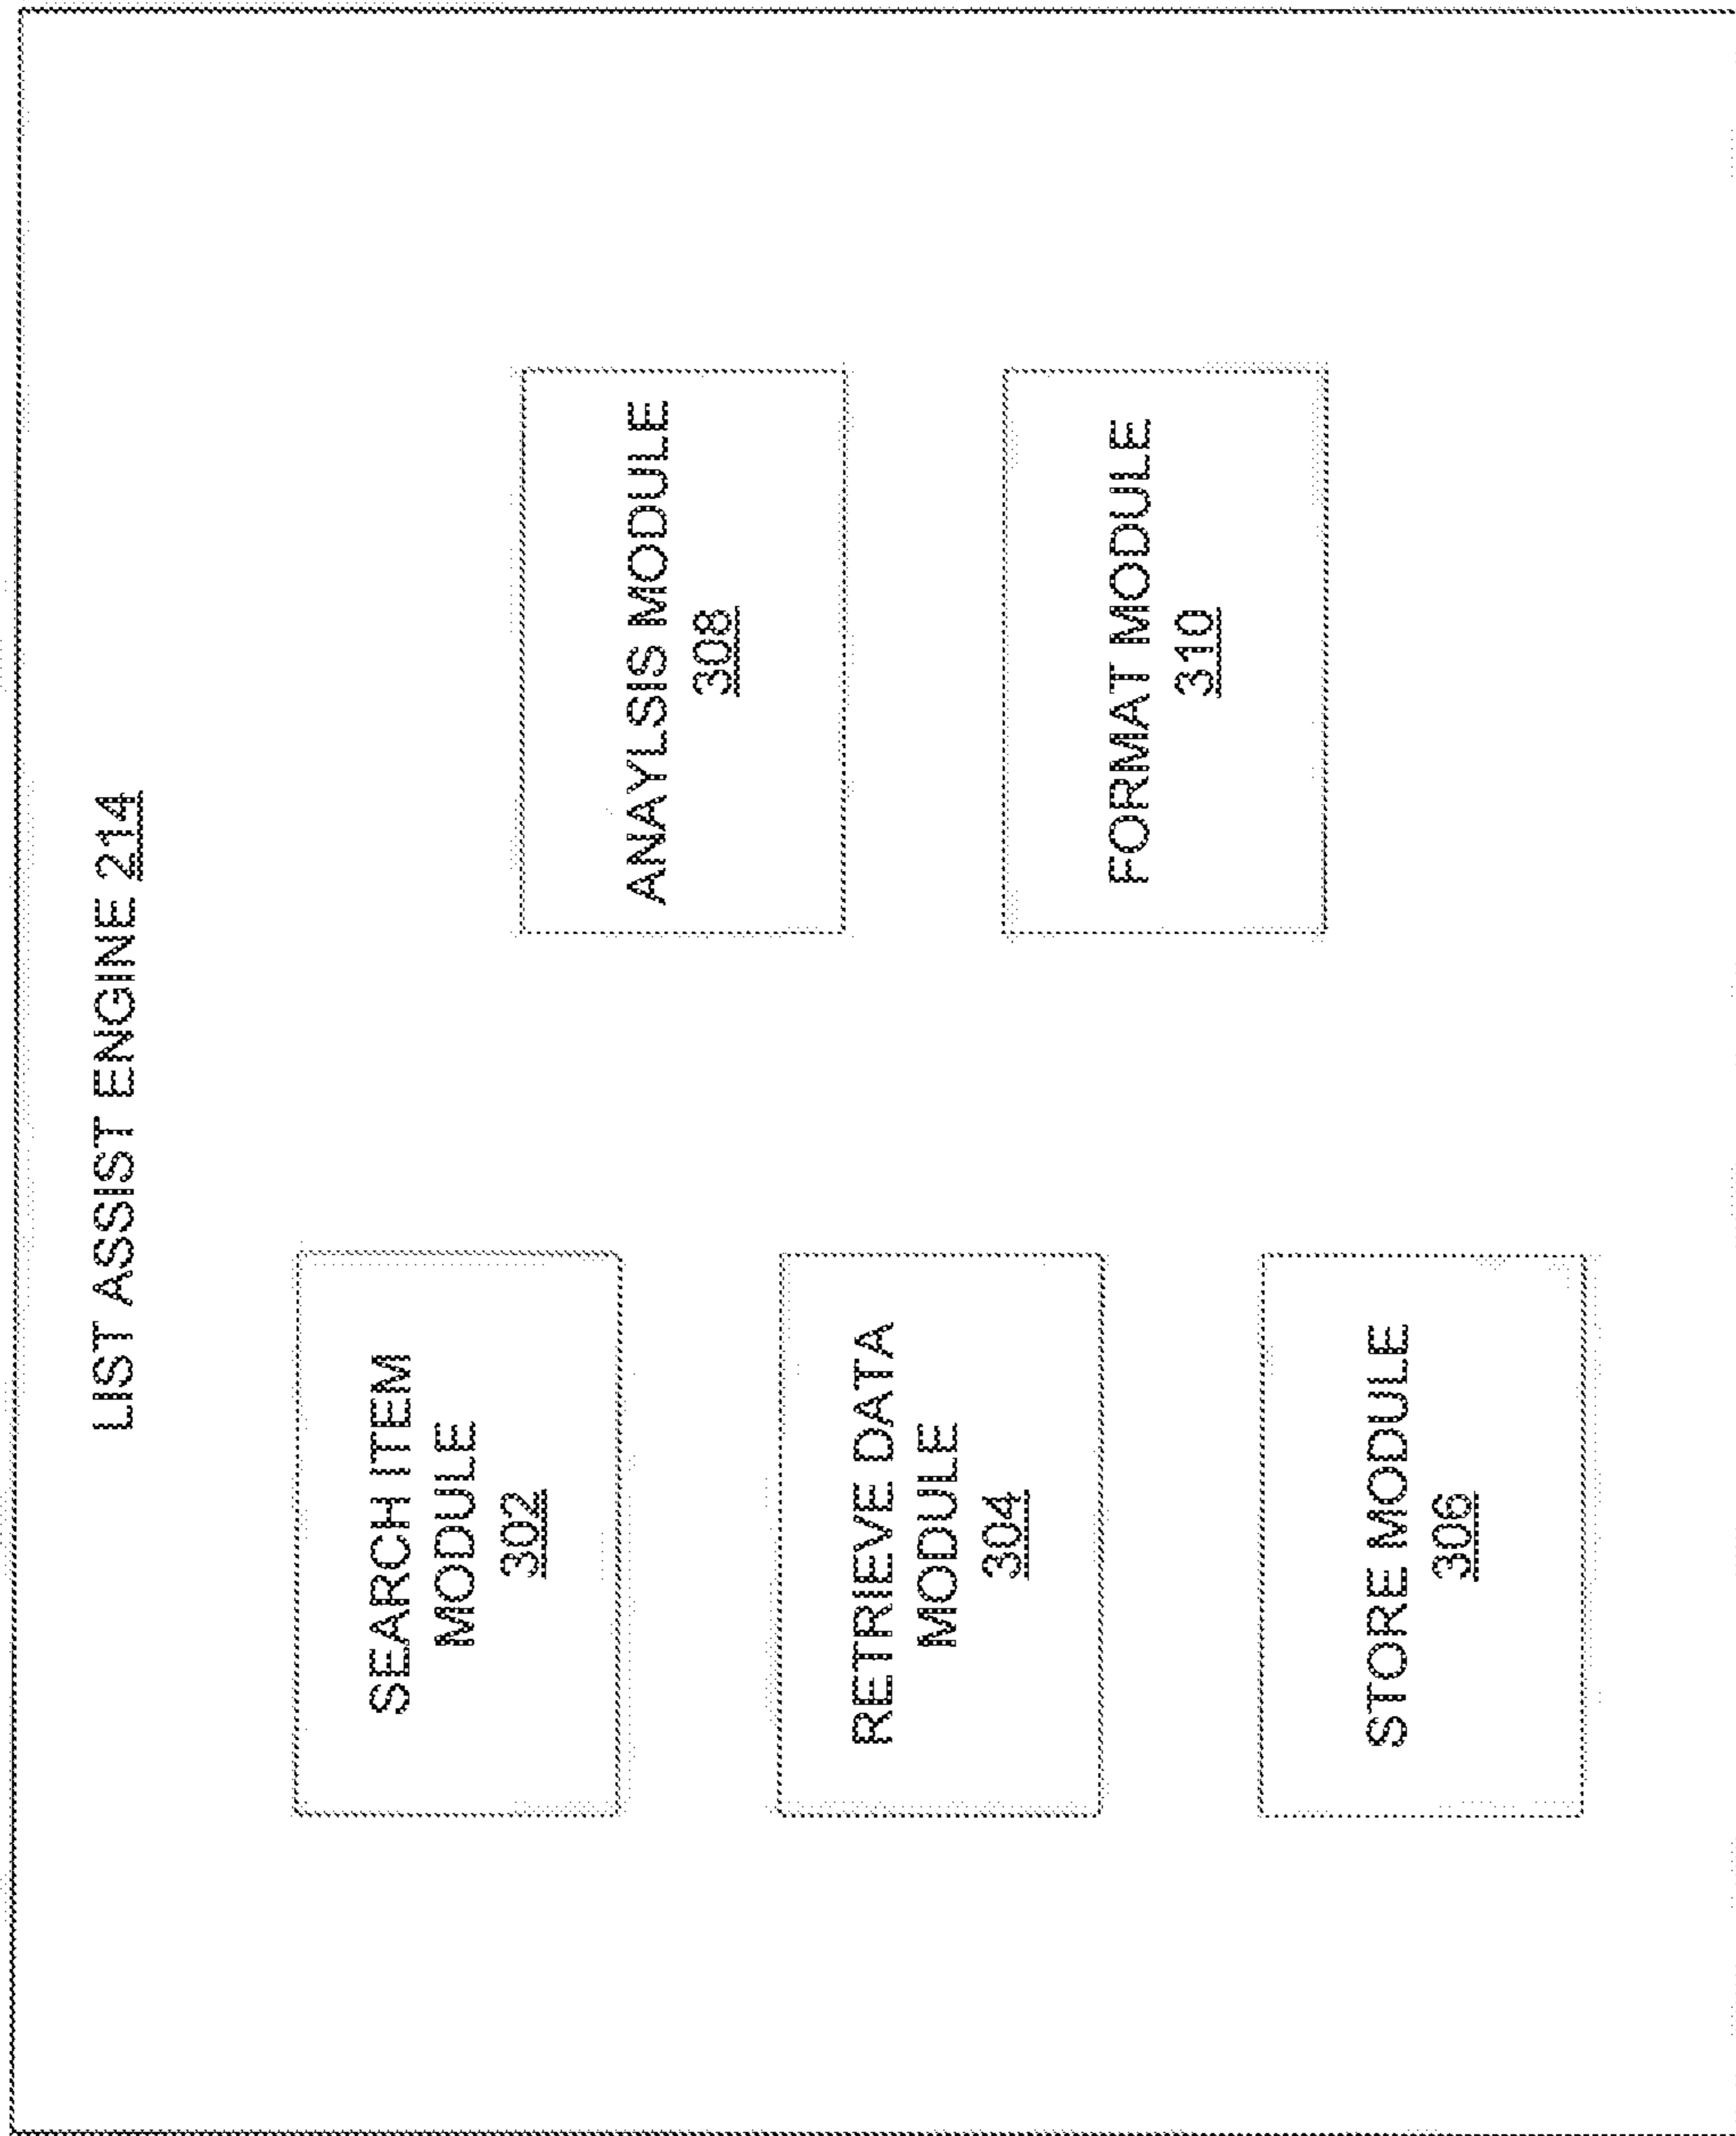 LIST ASSIST ENGINE 214
SEARCH ITEM
MODULE
302
RETRIEVE DATA
MODULE
304
STORE MODULE
306
ANAYLSIS MODULE
308
FORMAT MODULE
310